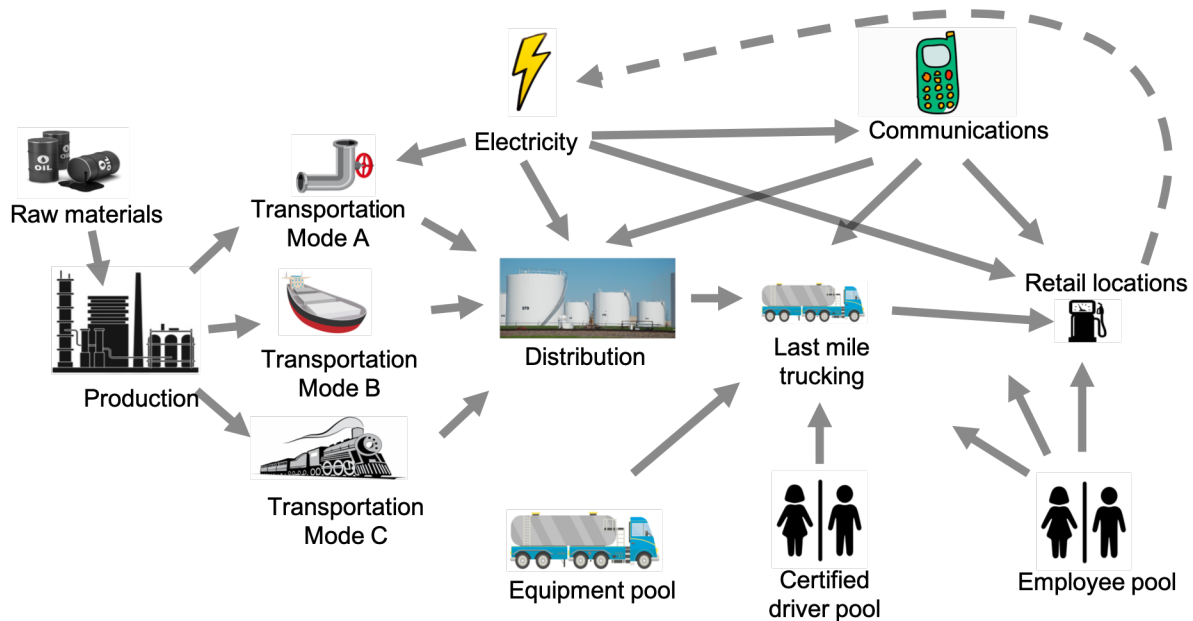 Electricity
Communications
Raw materials
Transportation
Mode A
Retail locations
Transportation
Mode B
Distribution
Last mile
trucking
Production
Transportation
Mode C
Equipment pool
Certified
driver pool
Employee pool
OIL
OIL